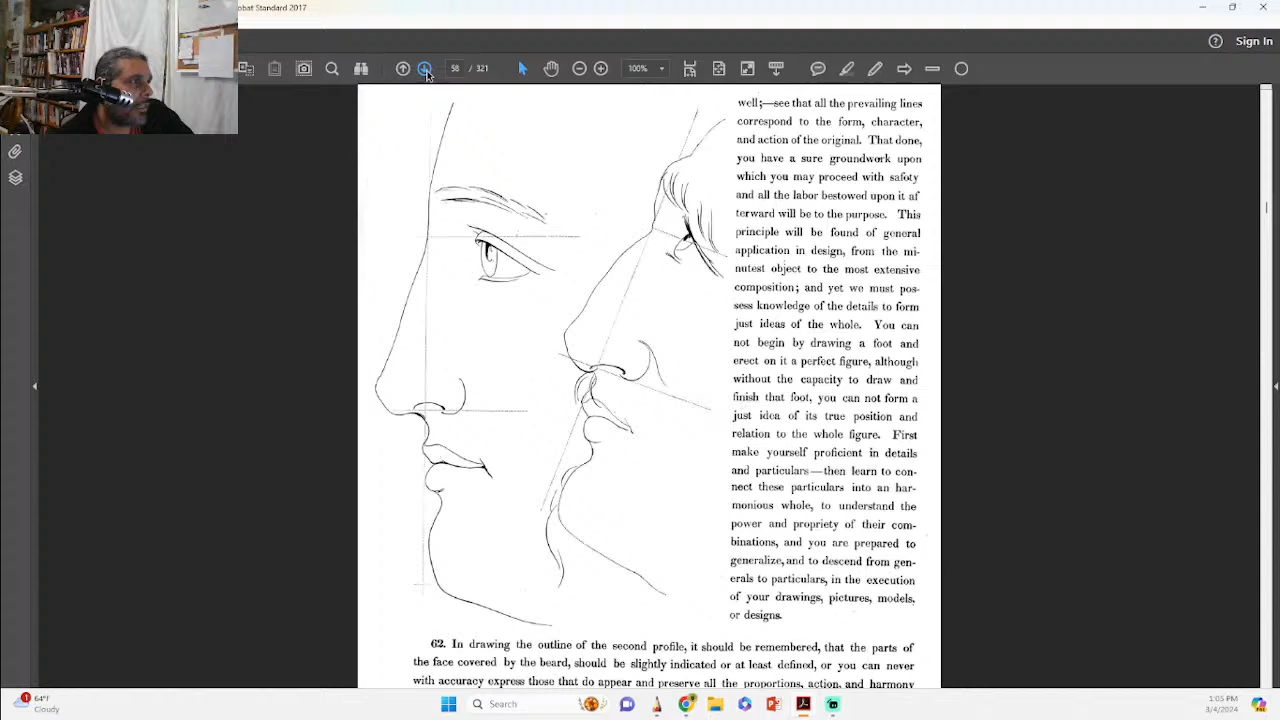 obat Standard 2017
Sign In
58 / 321
100%
well;—see that all the prevailing lines
correspond to the form, character,
and action of the original. That done,
you have a sure groundwork upon
which you may proceed with safoty
and all the labor bestowed upon it af
terward will be to the purpose. This
principle will be found of general
application in design, from the mi-
nutest object to the most extensive
composition; and yet we must pos-
sess knowledge of the details to form
just ideas of the whole. You can
not begin by drawing a foot and
erect on it a perfect figure, although
without the capacity to draw and
finish that foot, you can not form a
just idea of its true position and
relation to the whole figure. First
make yourself proficient in details
and particulars—then learn to con-
nect these particulars into an har-
monious whole, to understand the
power and propriety of their com-
binations, and you are prepared to
generalize, and to descend from gen-
erals to particulars, in the execution
of your drawings, pictures, models,
or designs.
62. In drawing the outline of the second profile, it should be remembered, that the parts of
the face covered by the beard, should be slightly indicated or at least defined, or you can never
with accuracy express those that do appear and preserve all the proportions, action, and harmony
1
64°F
Cloudy
Search
1:05 PM
3/4/2024